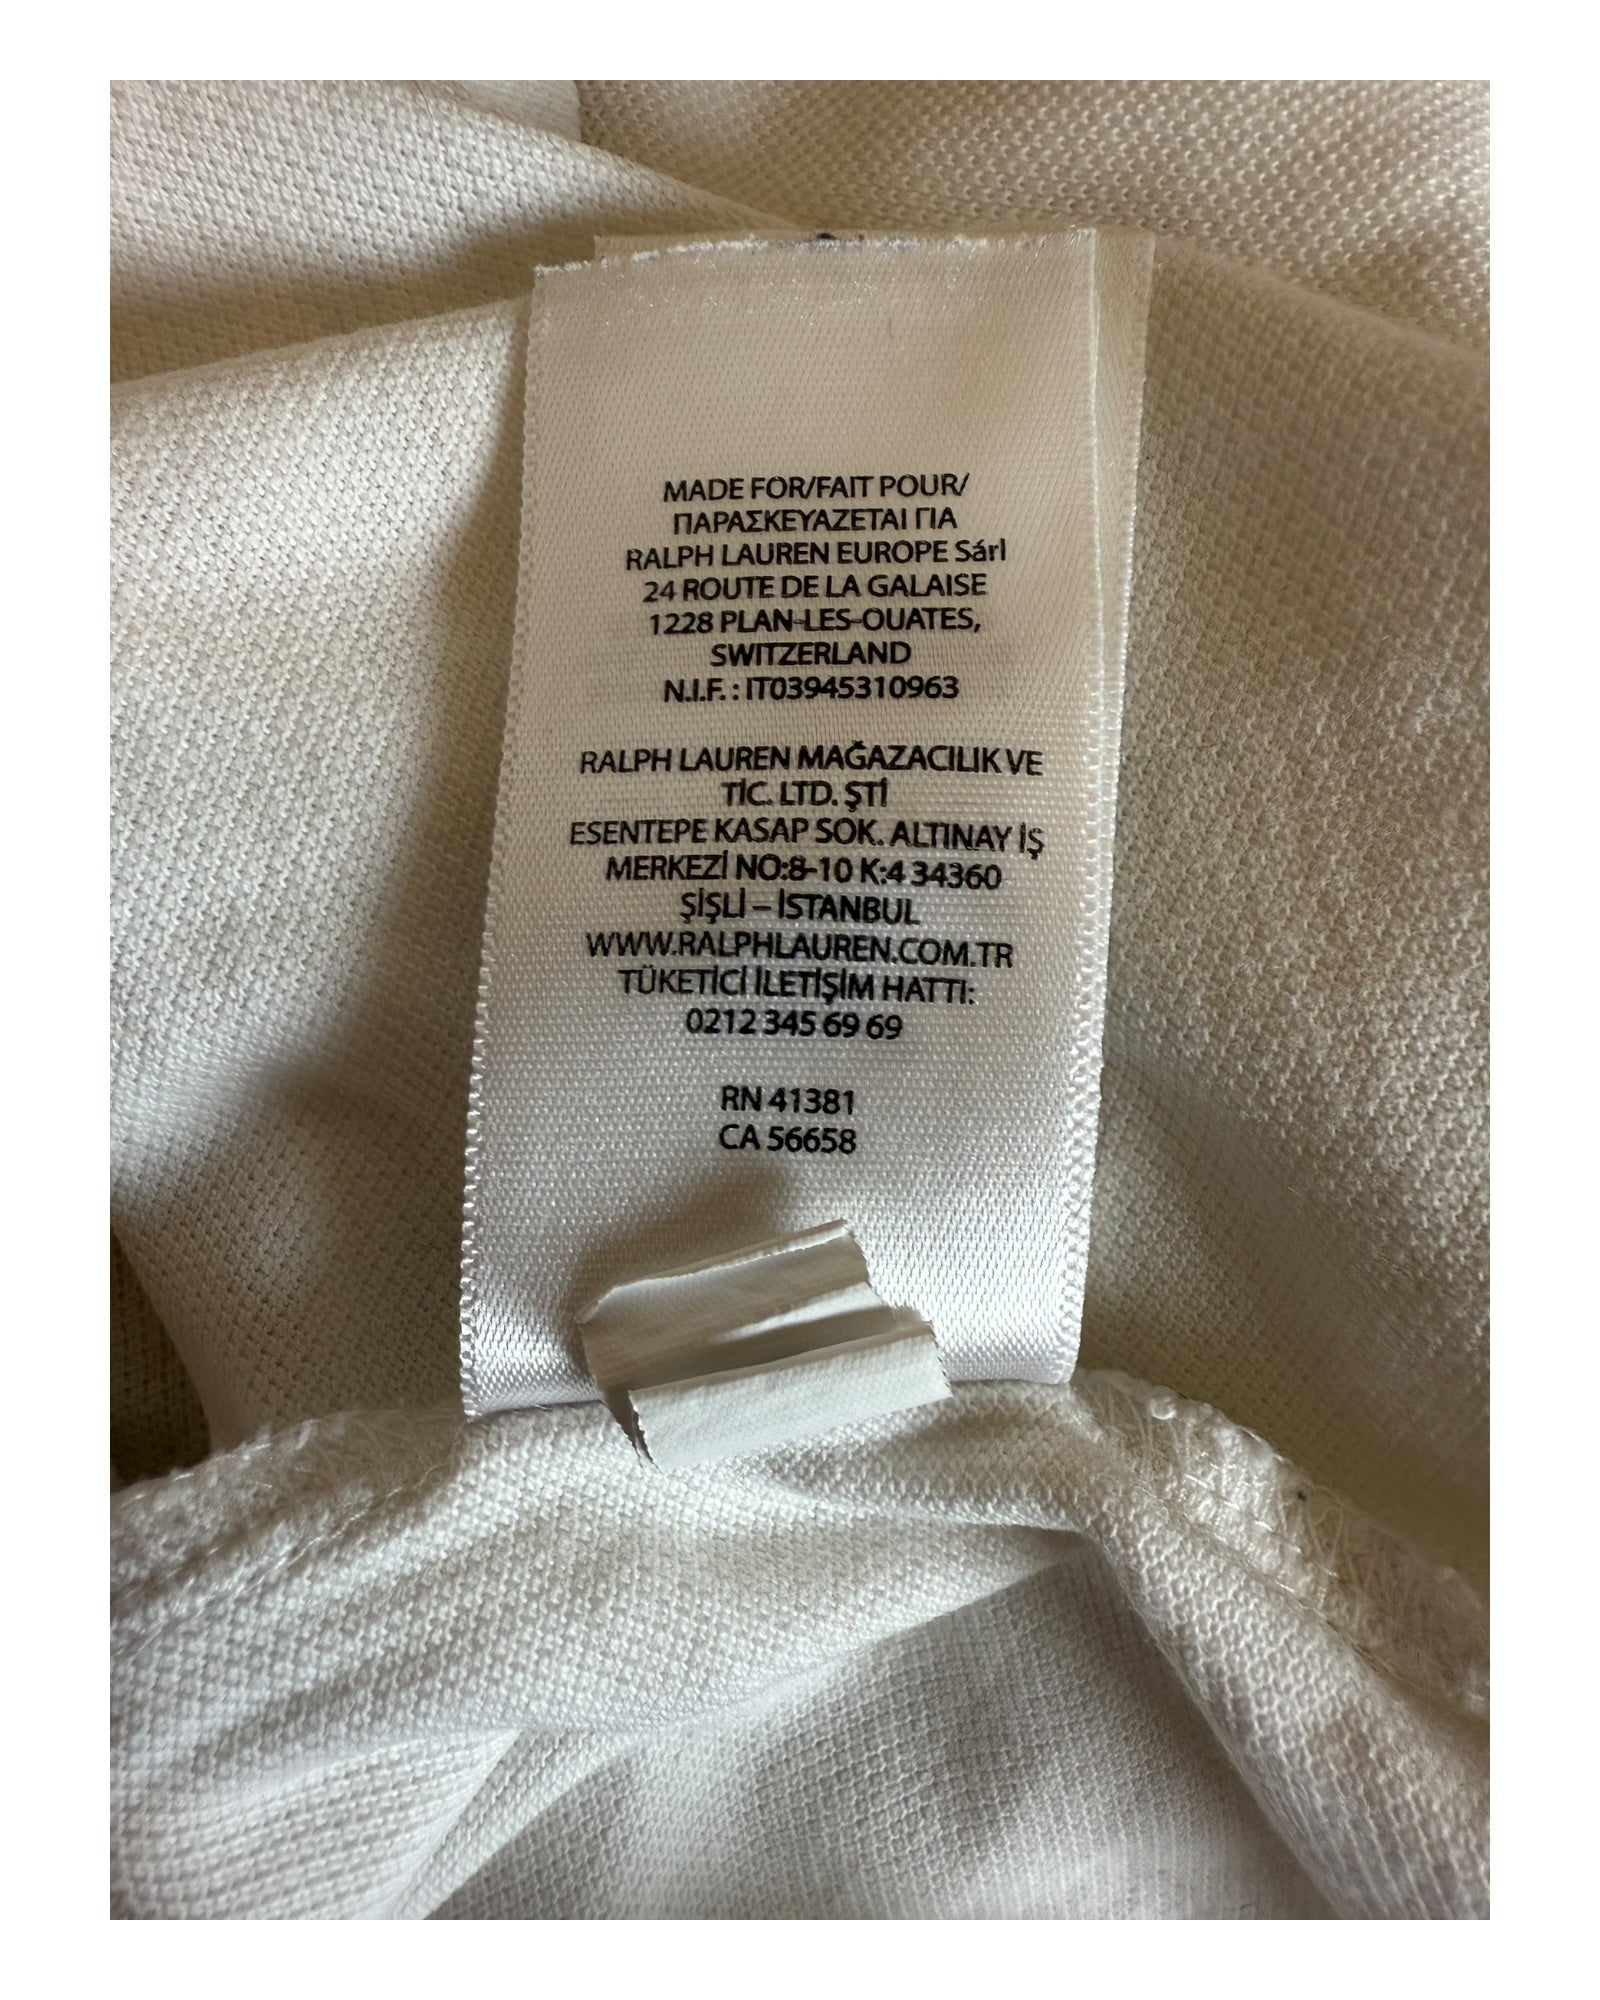 MADE FOR/FAIT POUR/
ΠΑΡΑΣΚΕΥΑΖΕΤΑΙ ΓΙΑ
RALPH LAUREN EUROPE Sárl
24 ROUTE DE LA GALAISE
1228 PLAN-LES-OUATES,
SWITZERLAND
N.I.F. : IT03945310963
RALPH LAUREN MAĞAZACILIK VE
TİC. LTD. ŞTİ
ESENTEPE KASAP SOK. ALTINAY İŞ
MERKEZİ NO:8-10 K:4 34360
ŞİŞLİ – İSTANBUL
WWW.RALPHLAUREN.COM.TR
TÜKETİCİ İLETİŞİM HATTI:
0212 345 69 69
RN 41381
CA 56658